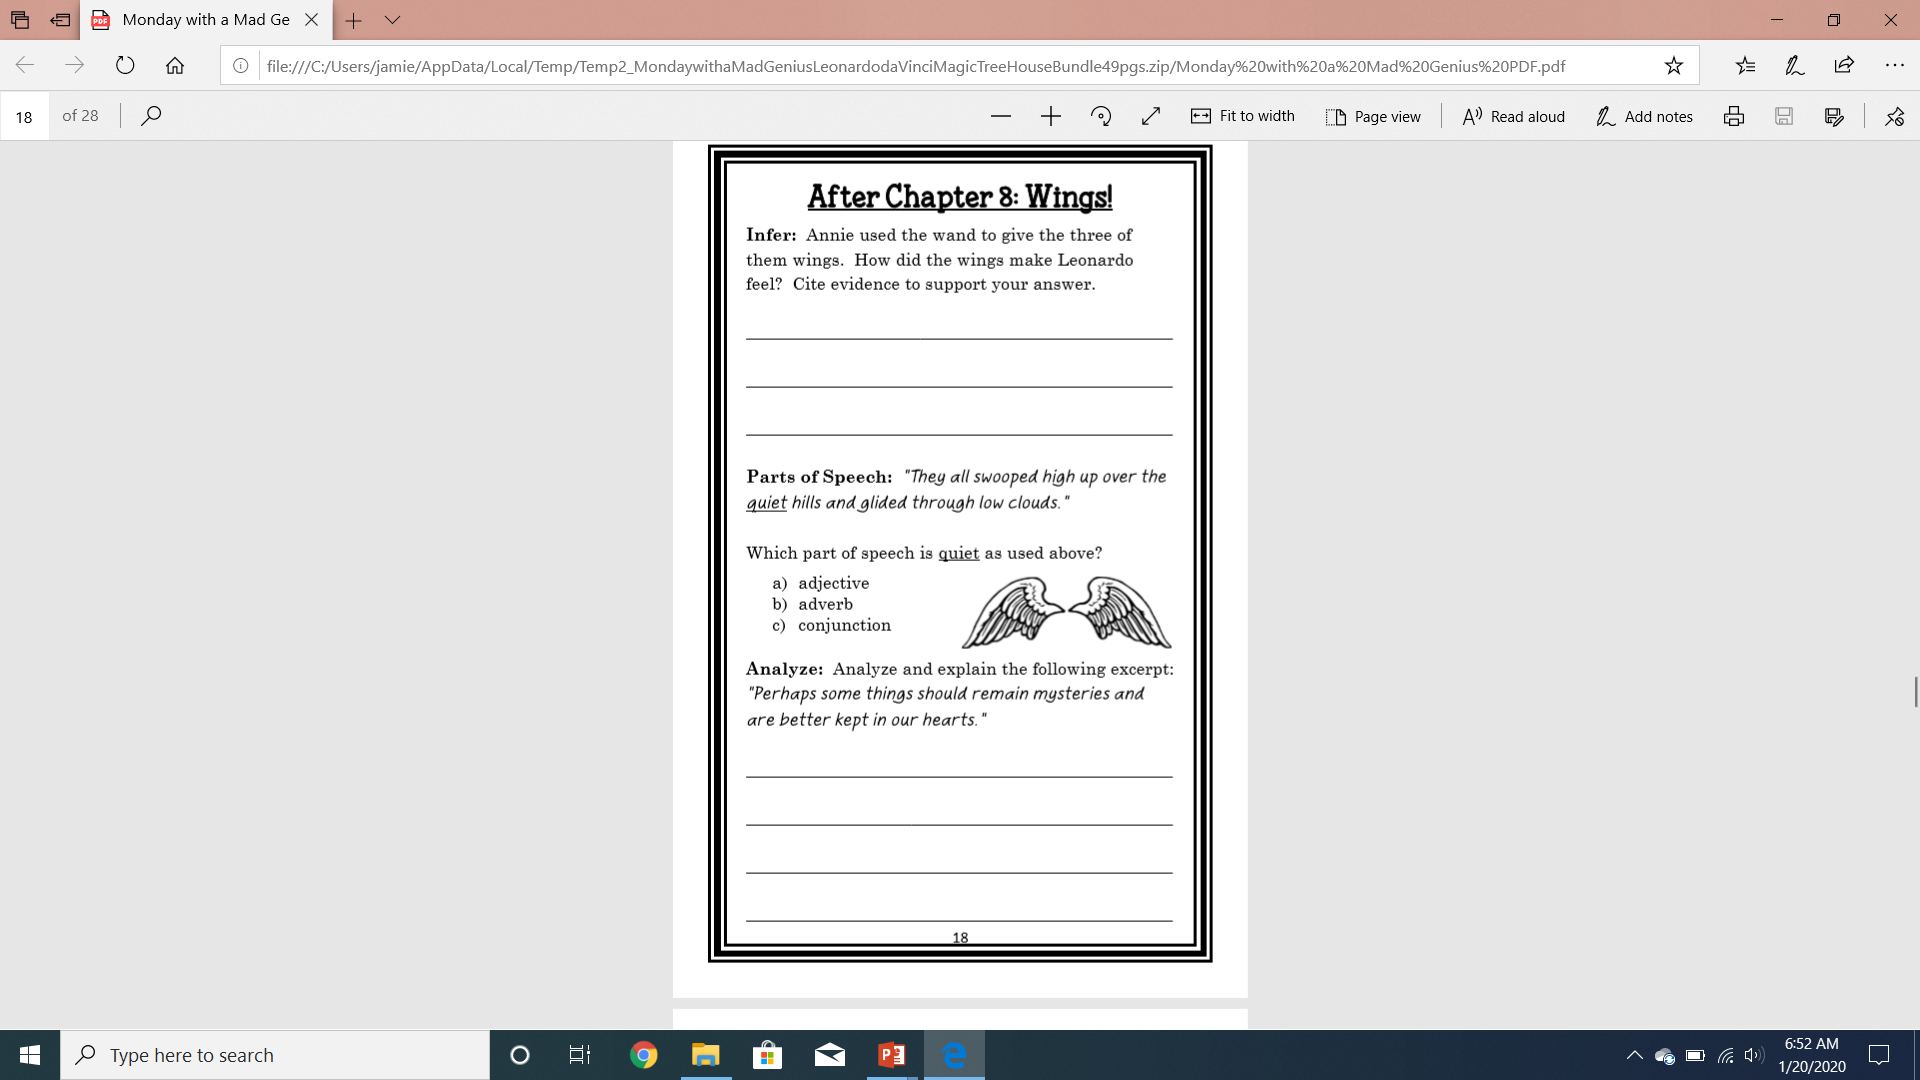 Monday with a Mad Ge
file:///C:/Users/jamie/AppData/Local/Temp/Temp2_MondaywithaMadGeniusLeonardodaVinciMagicTreeHouseBundle49pgs.zip/Monday%20with%20a%20Mad%20Genius%20PDF.pdf
18 of 28 Fit to width Page view Read aloud Add notes
After Chapter 8: Wings!
Infer: Annie used the wand to give the three of
them wings. How did the wings make Leonardo
feel? Cite evidence to support your answer.
Parts of Speech: "They all swooped high up over the
quiet hills and glided through low clouds."
Which part of speech is quiet as used above?
a) adjective
b) adverb
c) conjunction
Analyze: Analyze and explain the following excerpt:
"Perhaps some things should remain mysteries and
are better kept in our hearts."
18
Type here to search
6:52 AM
1/20/2020